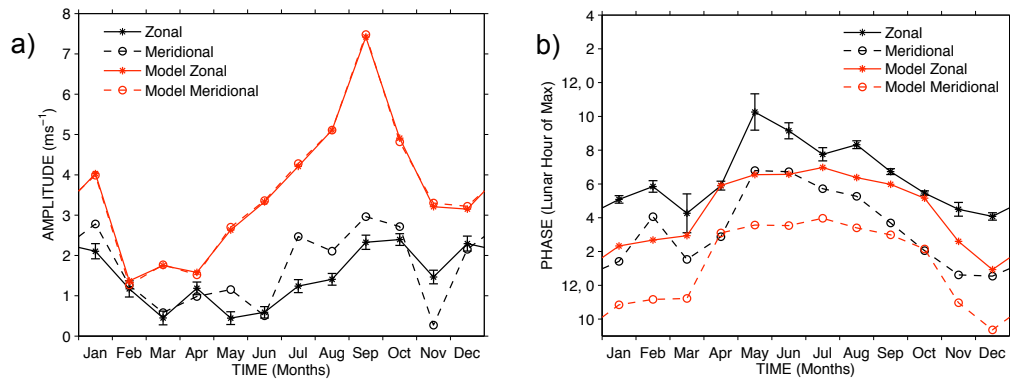 a)
AMPLITUDE (ms⁻¹)
8
7
6
5
4
3
2
1
0
Zonal
Meridional
Model Zonal
Model Meridional
Jan Feb Mar Apr May Jun Jul Aug Sep Oct Nov Dec
TIME (Months)
b)
PHASE (Lunar Hour of Max)
4
2
12, 0
10
8
6
4
2
12, 0
10
Zonal
Meridional
Model Zonal
Model Meridional
Jan Feb Mar Apr May Jun Jul Aug Sep Oct Nov Dec
TIME (Months)